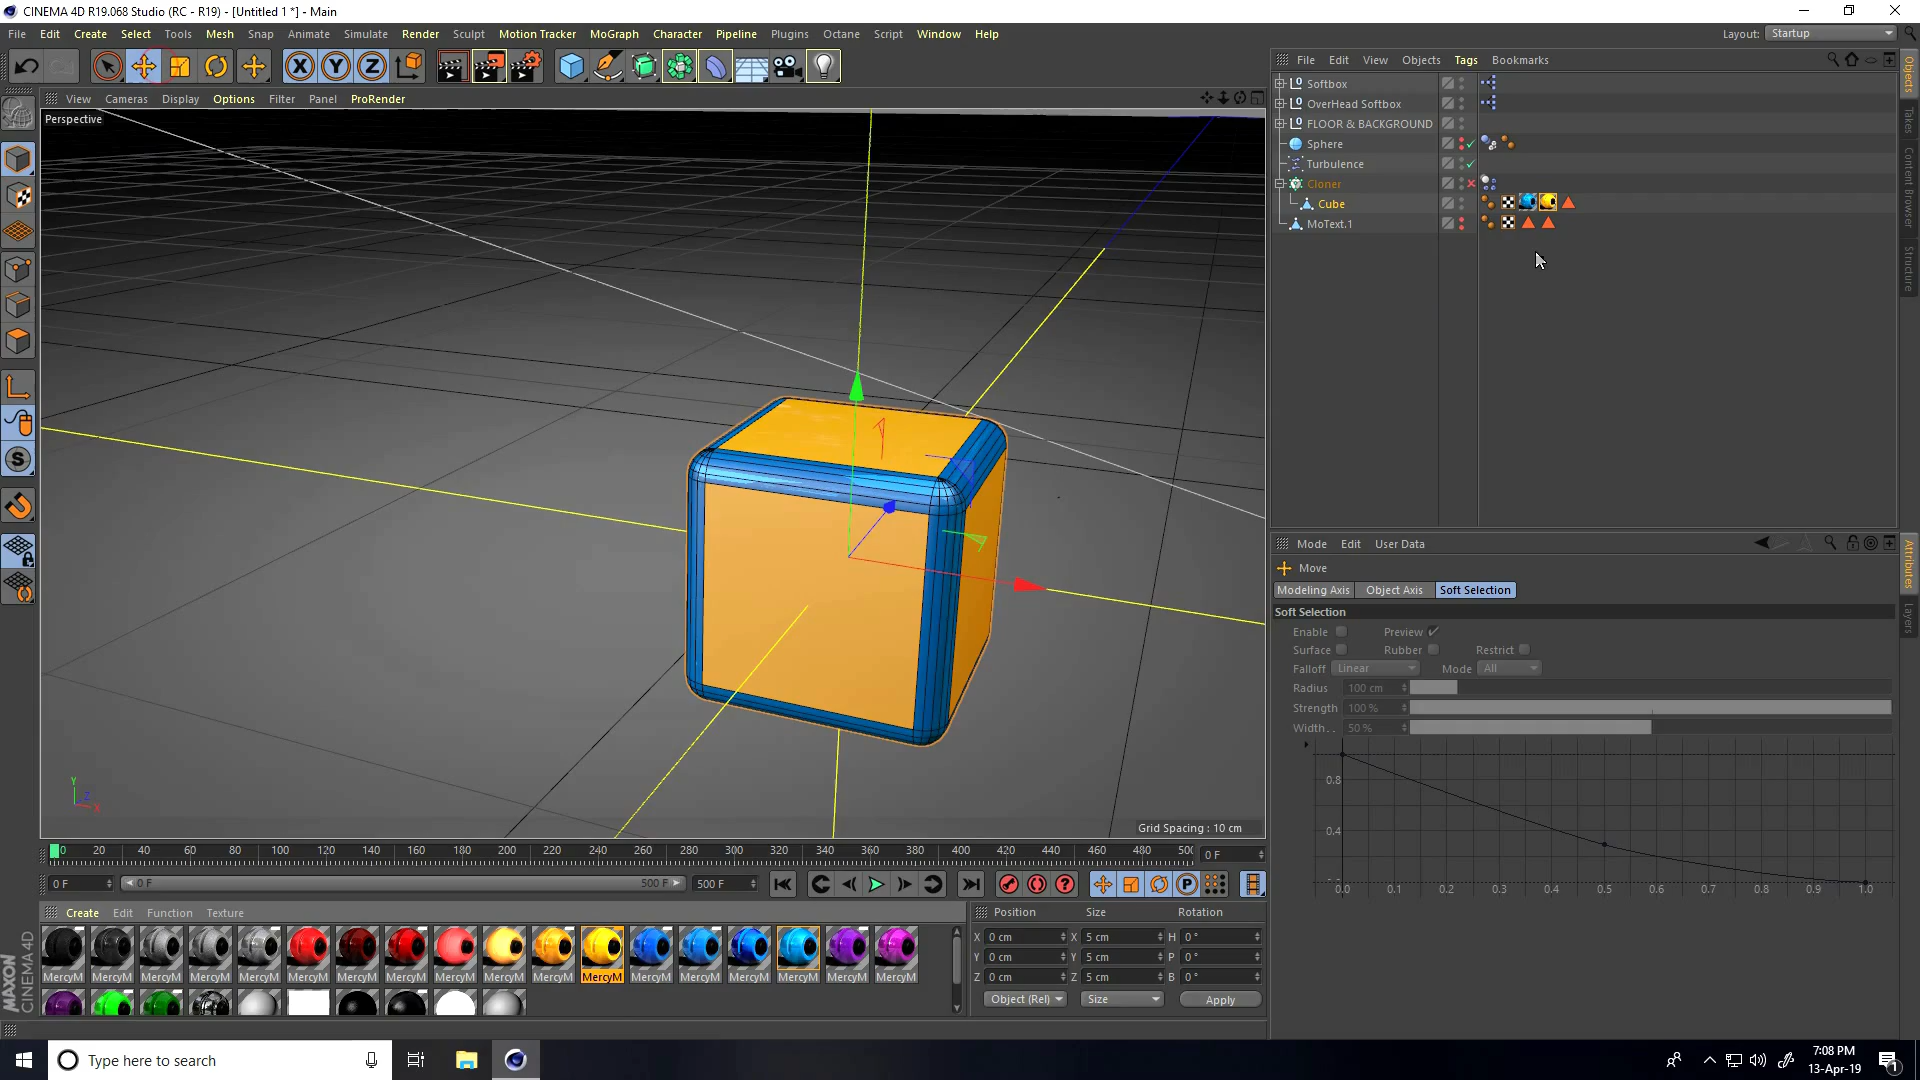 CINEMA 4D R19.068 Studio (RC - R19) - [Untitled 1 *] - Main
File Edit Create Select Tools Mesh Snap Animate Simulate Render Sculpt Motion Tracker MoGraph Character Pipeline Plugins Octane Script Window Help
Layout: Startup
View Cameras Display Options Filter Panel ProRender
Perspective
Grid Spacing : 10 cm
File Edit View Objects Tags Bookmarks
Softbox
OverHead Softbox
FLOOR & BACKGROUND
Sphere
Turbulence
Cloner
Cube
MoText.1
Objects
Takes
Content Browser
Structure
Mode Edit User Data
Move
Modeling Axis Object Axis Soft Selection
Soft Selection
Enable Preview
Surface Rubber Restrict
Falloff Linear Mode All
Radius 100 cm
Strength 100 %
Width. . 50 %
0.8
0.4
0.0 0.1 0.2 0.3 0.4 0.5 0.6 0.7 0.8 0.9 1.0
Attributes
Layers
0 20 40 60 80 100 120 140 160 180 200 220 240 260 280 300 320 340 360 380 400 420 440 460 480 500
0 F
0 F 0 F 500 F 500 F
Create Edit Function Texture
MercyM MercyM MercyM MercyM MercyM MercyM MercyM MercyM MercyM MercyM MercyM MercyM MercyM MercyM MercyM MercyM MercyM MercyM
Position Size Rotation
X 0 cm X 5 cm H 0 °
Y 0 cm Y 5 cm P 0 °
Z 0 cm Z 5 cm B 0 °
Object (Rel) Size Apply
MAXON
CINEMA 4D
Type here to search
7:08 PM
13-Apr-19
1